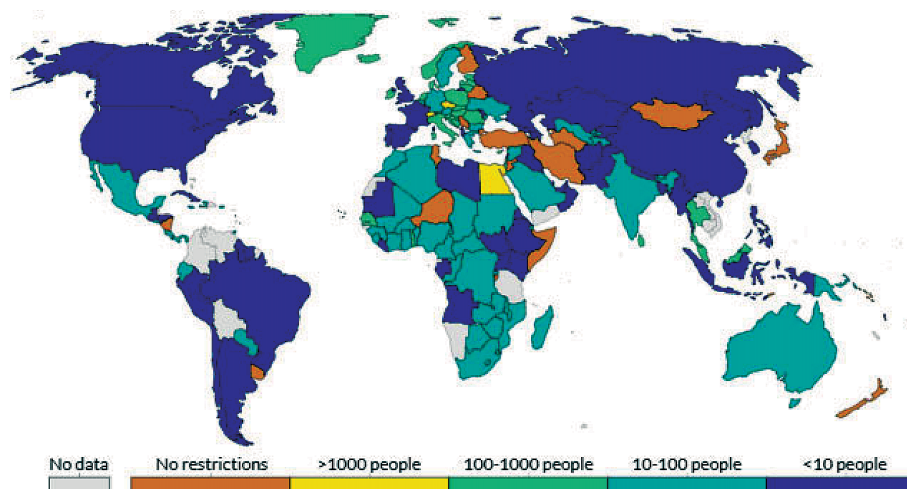 No data
No restrictions
>1000 people
100-1000 people
10-100 people
<10 people